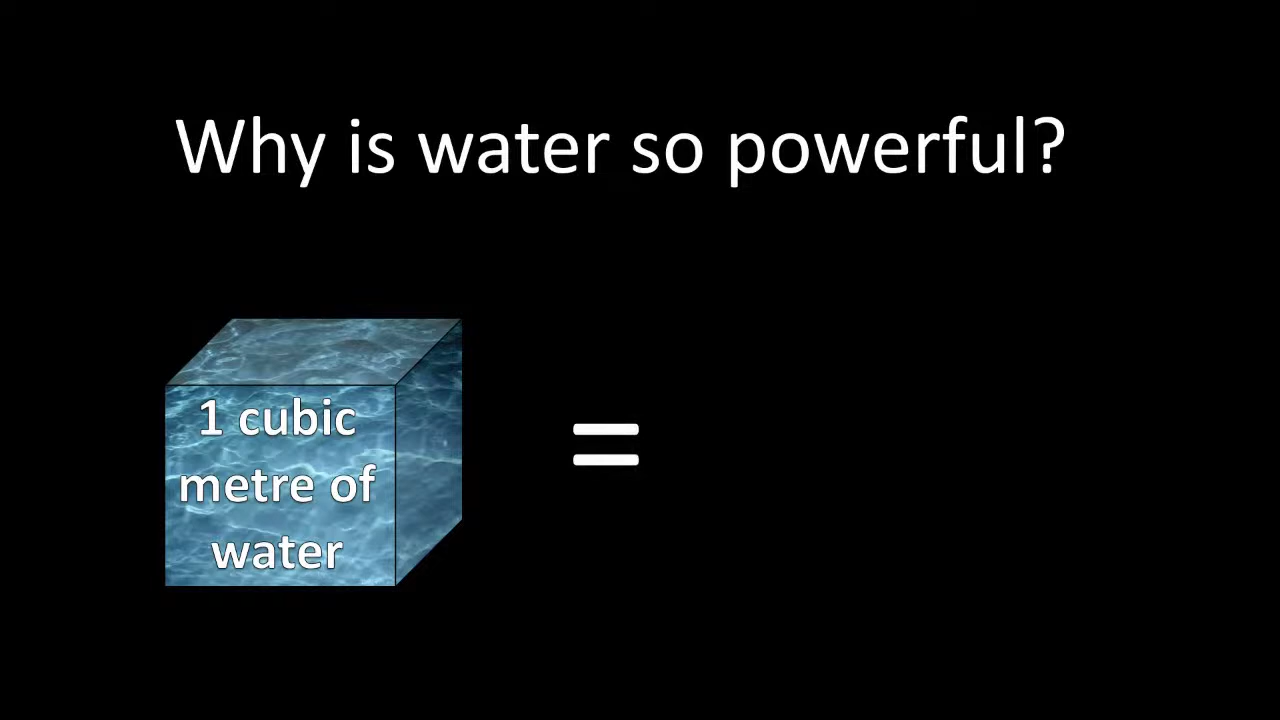 Why is water so powerful?
1 cubic
metre of
water
=